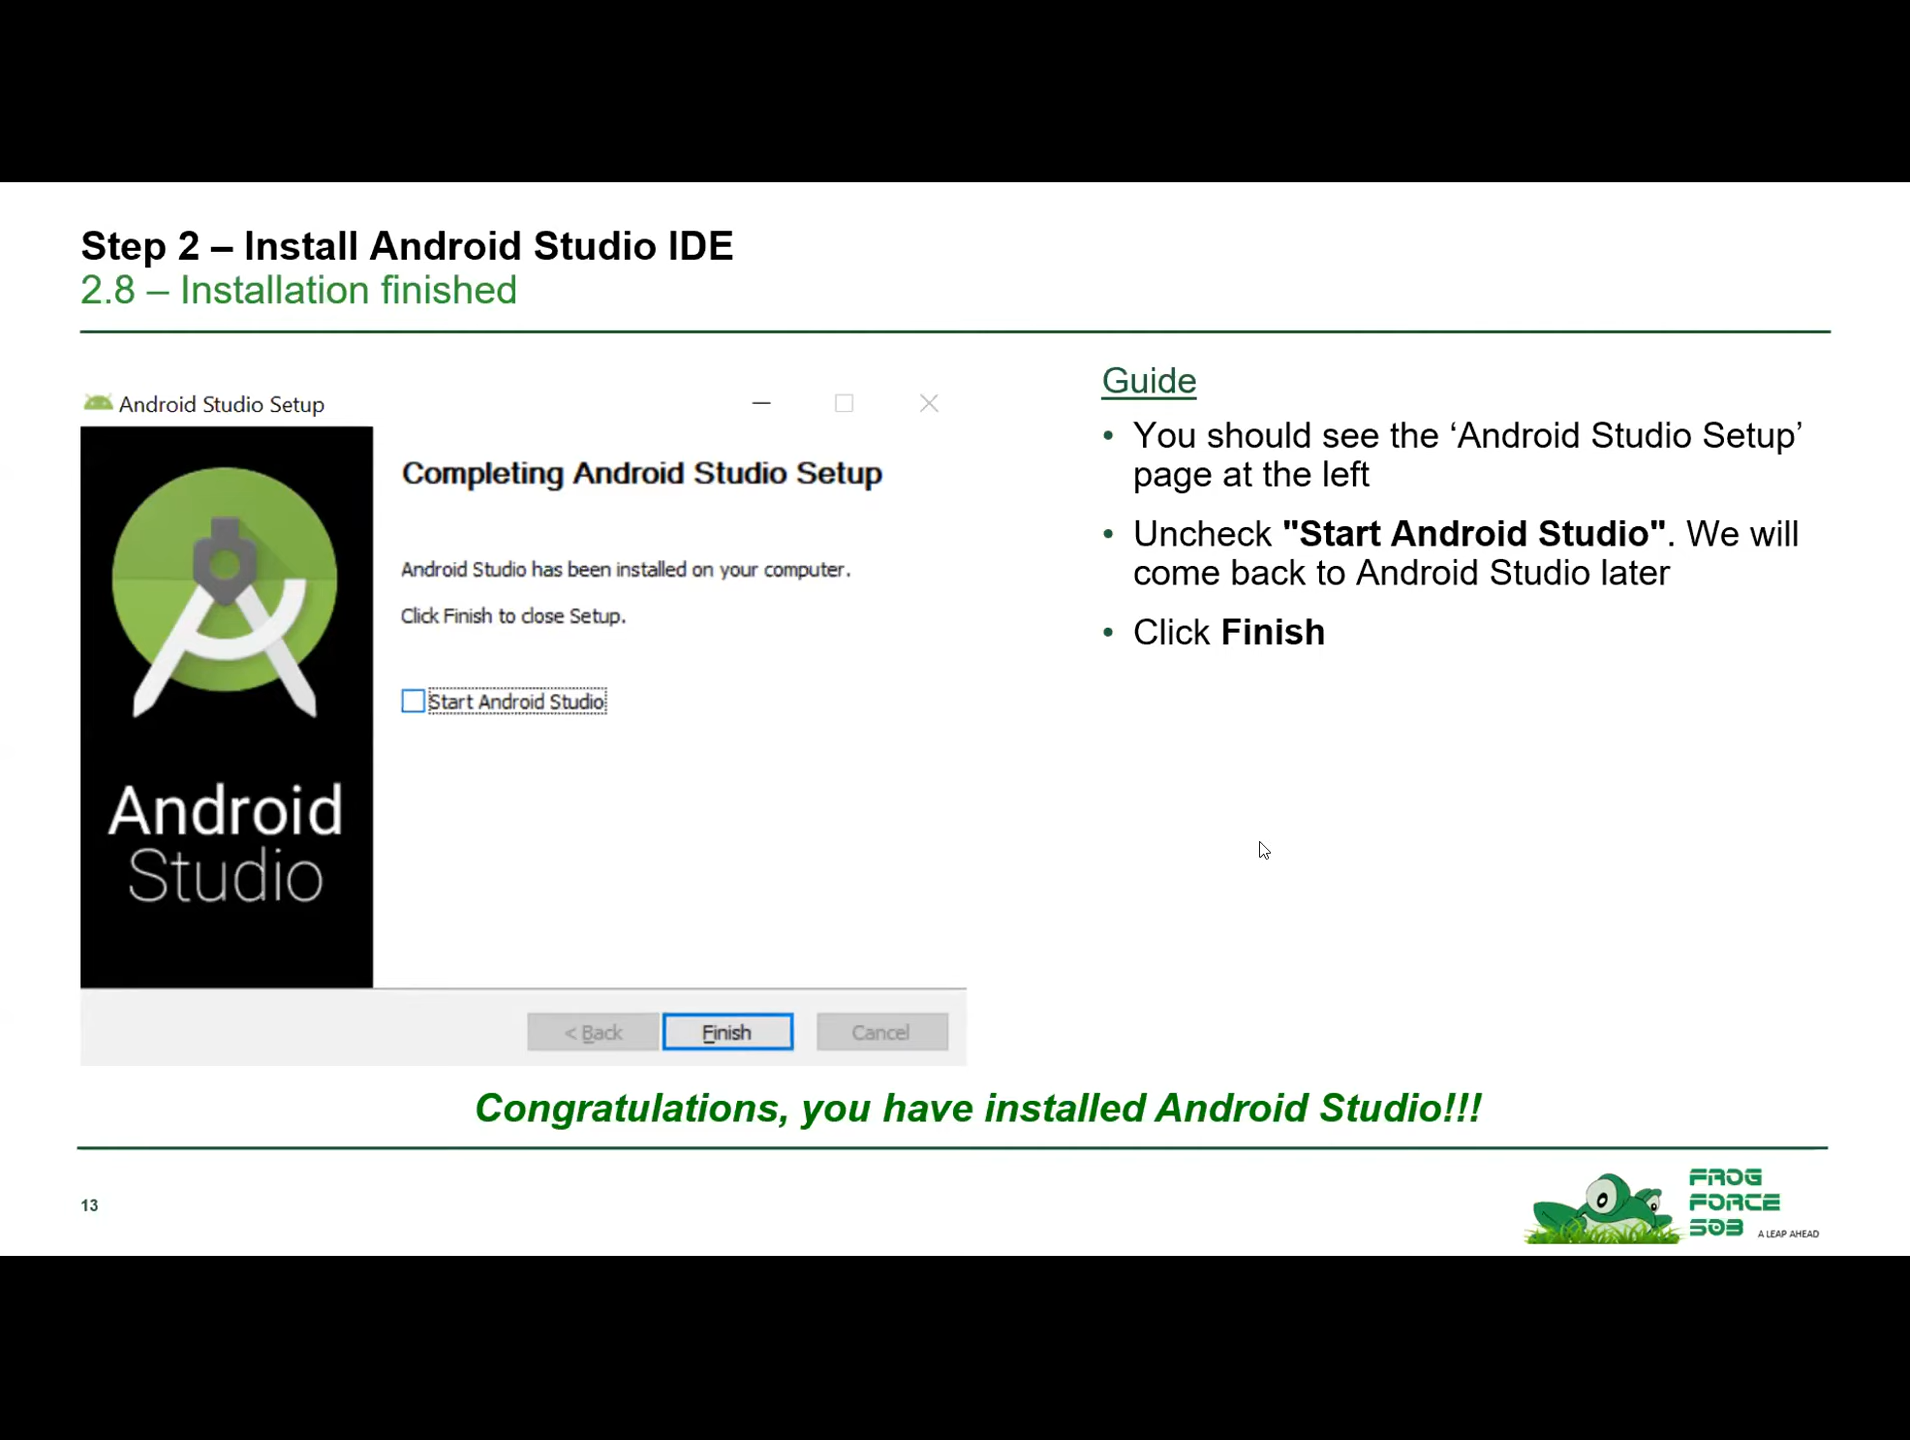 Step 2 – Install Android Studio IDE
2.8 – Installation finished
Android Studio Setup
Android
Studio
Completing Android Studio Setup
Android Studio has been installed on your computer.
Click Finish to close Setup.
Start Android Studio
< Back
Finish
Cancel
Guide
• You should see the ‘Android Studio Setup’
page at the left
• Uncheck "Start Android Studio". We will
come back to Android Studio later
• Click Finish
Congratulations, you have installed Android Studio!!!
13
FROG
FORCE
503
A LEAP AHEAD